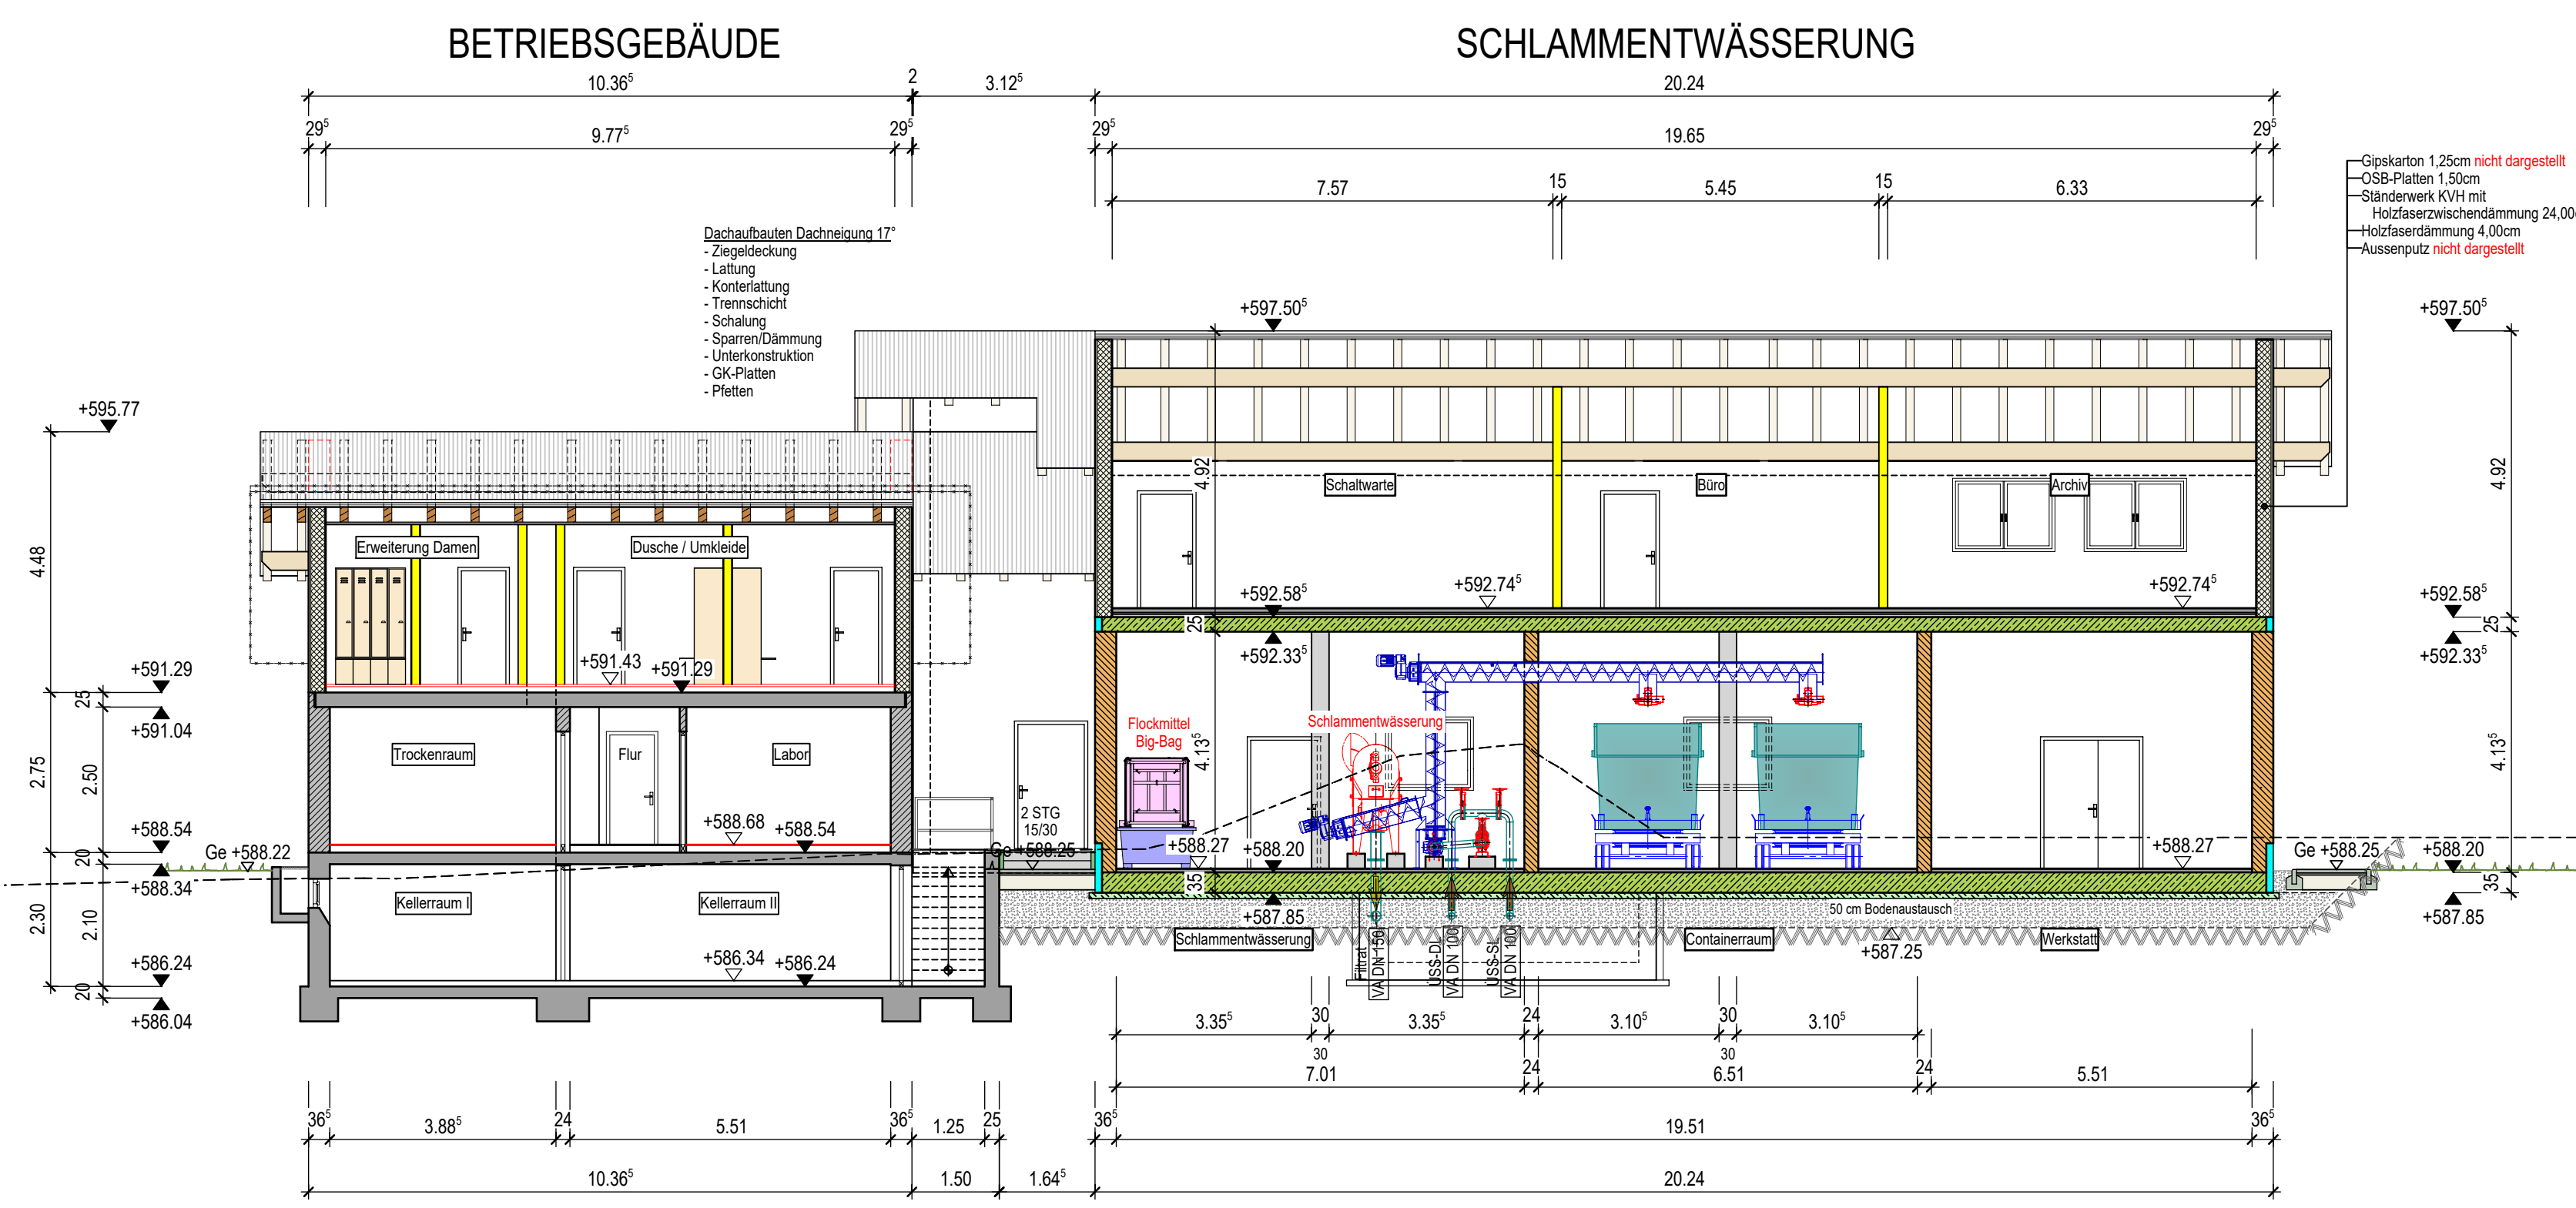 BETRIEBSGEBÄUDE
SCHLAMMENTWÄSSERUNG
10.36⁵
2
3.12⁵
20.24
29⁵
9.77⁵
29⁵
29⁵
19.65
29⁵
7.57
15
5.45
15
6.33
Gipskarton 1,25cm nicht dargestellt
OSB-Platten 1,50cm
Ständerwerk KVH mit
Holzfaserzwischendämmung 24,00
Holzfaserdämmung 4,00cm
Aussenputz nicht dargestellt
Dachaufbauten Dachneigung 17°
- Ziegeldeckung
- Lattung
- Konterlattung
- Trennschicht
- Schalung
- Sparren/Dämmung
- Unterkonstruktion
- GK-Platten
- Pfetten
+597.50⁵
+597.50⁵
+595.77
4.92
4.92
4.48
Schaltwarte
Büro
Archiv
Erweiterung Damen
Dusche / Umkleide
+592.58⁵
+592.74⁵
+592.74⁵
+592.58⁵
25
25
+592.33⁵
+592.33⁵
+591.29
+591.43
+591.29
25
+591.04
Flockmittel
Big-Bag
Schlammentwässerung
4.13⁵
4.13⁵
2.75
2.50
Trockenraum
Flur
Labor
2 STG
15/30
+588.54
+588.68
+588.54
20
Ge +588.22
+588.34
Ge +588.25
+588.27
+588.20
+588.27
Ge +588.25
+588.20
35
35
+587.85
+587.85
2.30
2.10
Kellerraum I
Kellerraum II
50 cm Bodenaustausch
Schlammentwässerung
Containerraum
Werkstatt
+587.25
Filtrat
VA DN 150
ÜSS-DL
VA DN 100
ÜSS-SL
VA DN 100
+586.24
+586.34
+586.24
20
+586.04
3.35⁵
30
3.35⁵
24
3.10⁵
30
3.10⁵
30
30
7.01
24
6.51
24
5.51
36⁵
3.88⁵
24
5.51
36⁵
1.25
25
36⁵
19.51
36⁵
10.36⁵
1.50
1.64⁵
20.24